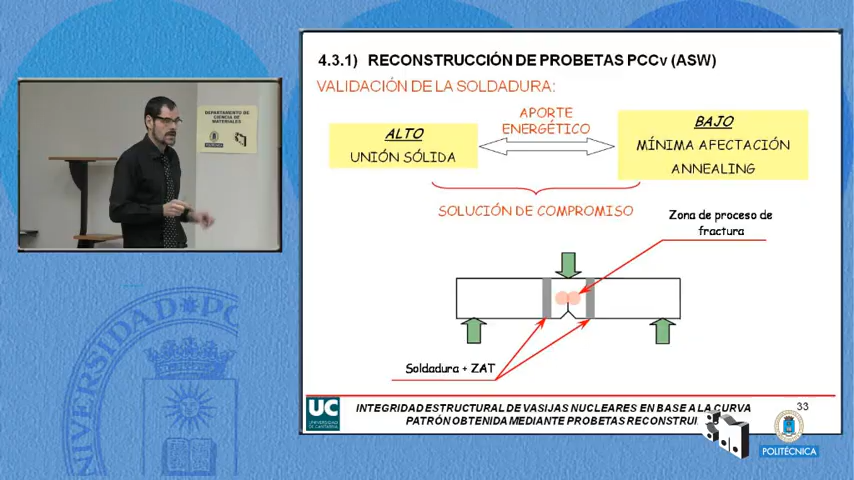 4.3.1) RECONSTRUCCIÓN DE PROBETAS PCCv (ASW)
VALIDACIÓN DE LA SOLDADURA:
ALTO
UNIÓN SÓLIDA
APORTE
ENERGÉTICO
BAJO
MÍNIMA AFECTACIÓN
ANNEALING
SOLUCIÓN DE COMPROMISO
Zona de proceso de
fractura
Soldadura + ZAT
DEPARTAMENTO DE
CIENCIA DE
MATERIALES
UC
UNIVERSIDAD
DE CANTABRIA
INTEGRIDAD ESTRUCTURAL DE VASIJAS NUCLEARES EN BASE A LA CURVA
PATRÓN OBTENIDA MEDIANTE PROBETAS
33
POLITÉCNICA